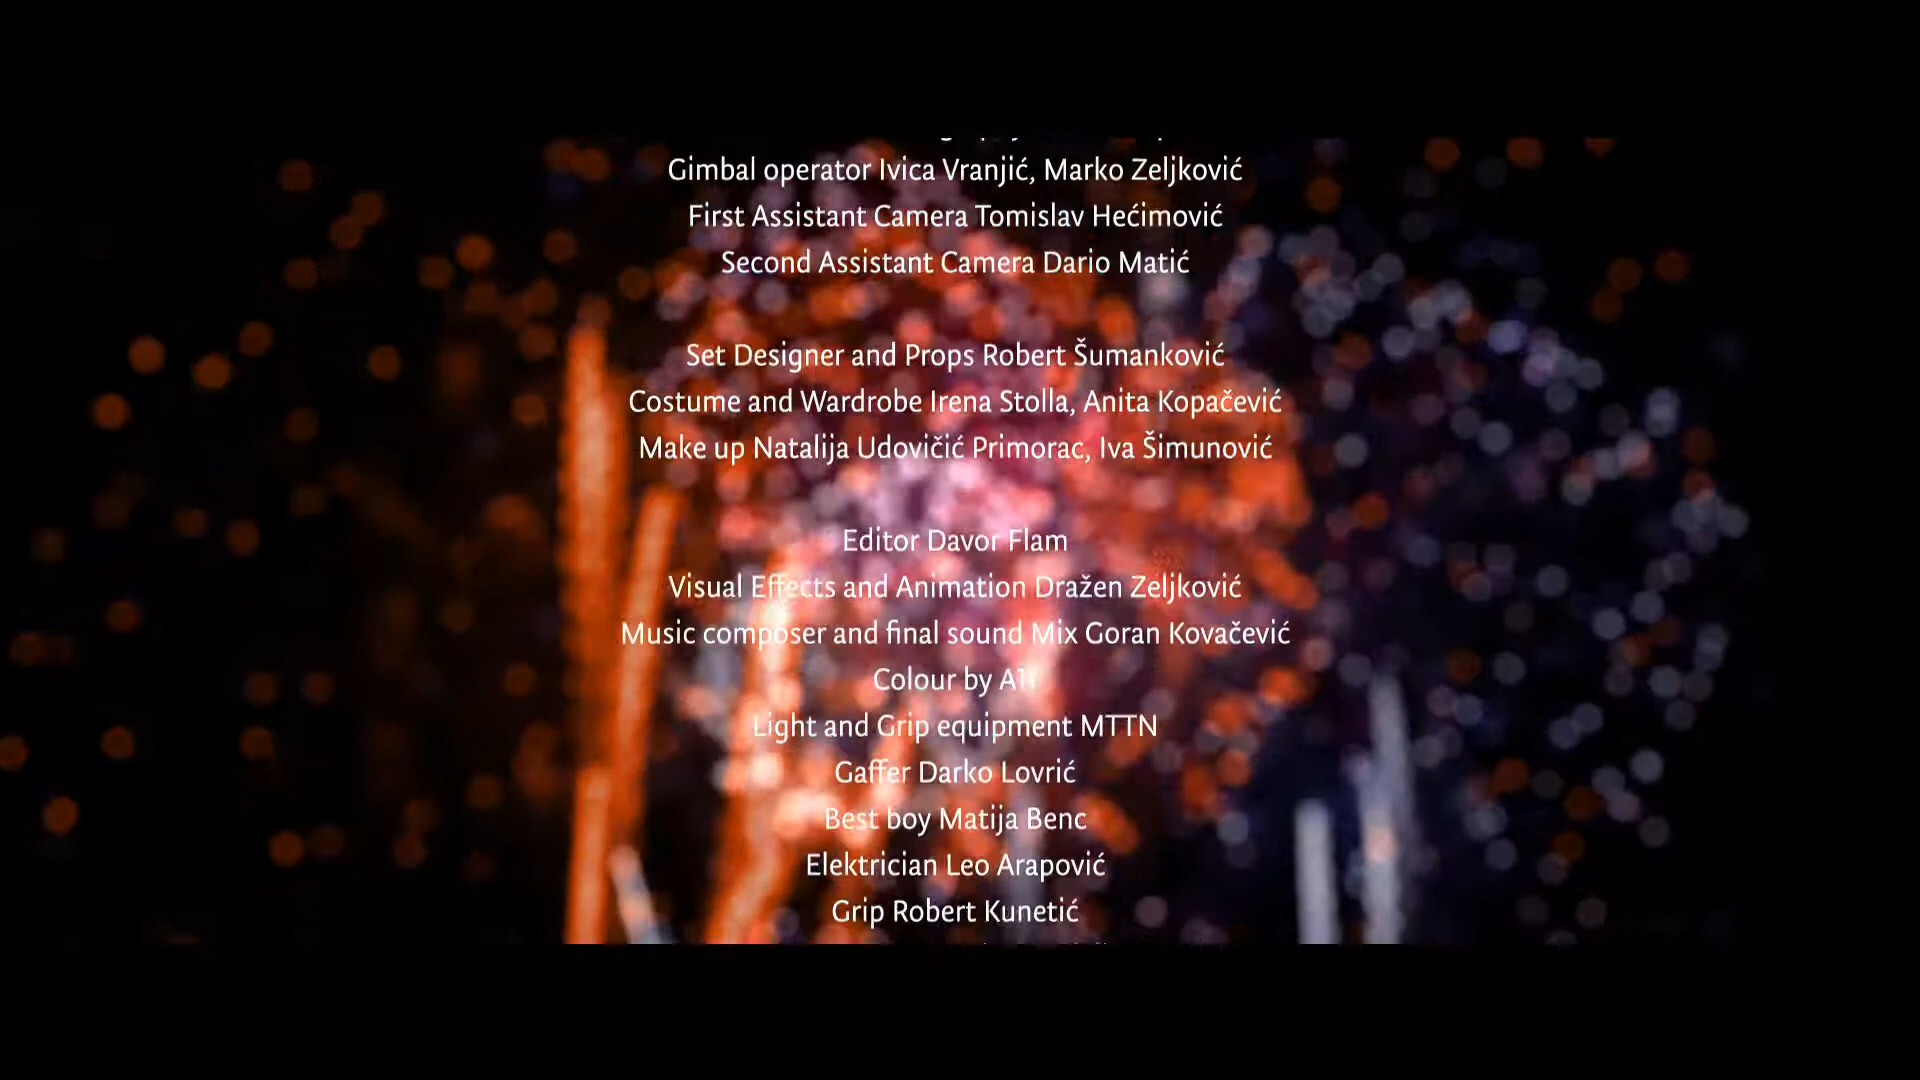 Gimbal operator Ivica Vranjić, Marko Zeljković
First Assistant Camera Tomislav Hećimović
Second Assistant Camera Dario Matić
Set Designer and Props Robert Šumanković
Costume and Wardrobe Irena Stolla, Anita Kopačević
Make up Natalija Udovičić Primorac, Iva Šimunović
Editor Davor Flam
Visual Effects and Animation Dražen Zeljković
Music composer and final sound Mix Goran Kovačević
Colour by
Light and Grip equipment MTTN
Gaffer Darko Lovrić
Best boy Matija Benc
Elektrician Leo Arapović
Grip Robert Kunetić